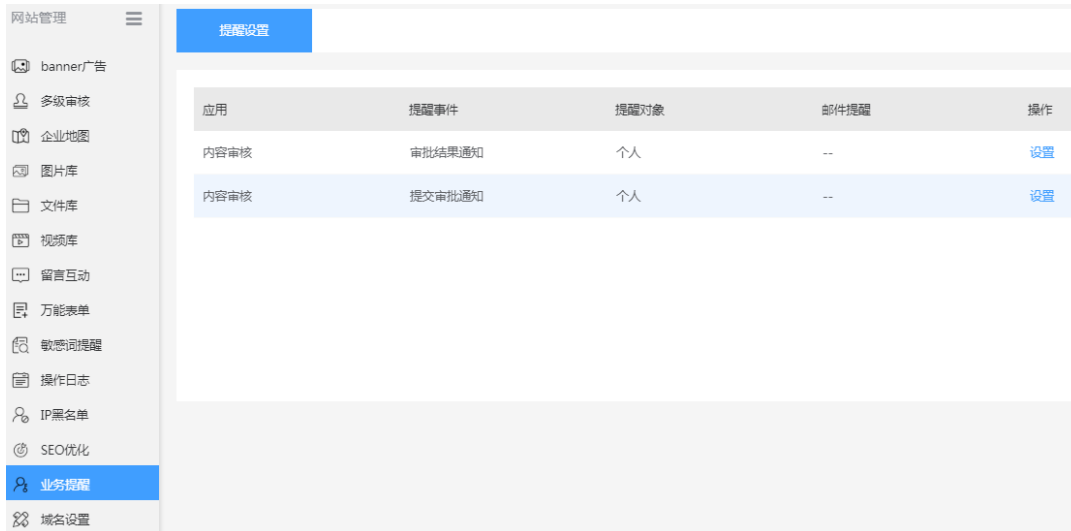 网站管理
banner广告
多级审核
企业地图
图片库
文件库
视频库
留言互动
万能表单
敏感词提醒
操作日志
IP黑名单
SEO优化
业务提醒
域名设置
提醒设置
应用 提醒事件 提醒对象 邮件提醒 操作
内容审核 审批结果通知 个人 -- 设置
内容审核 提交审批通知 个人 -- 设置